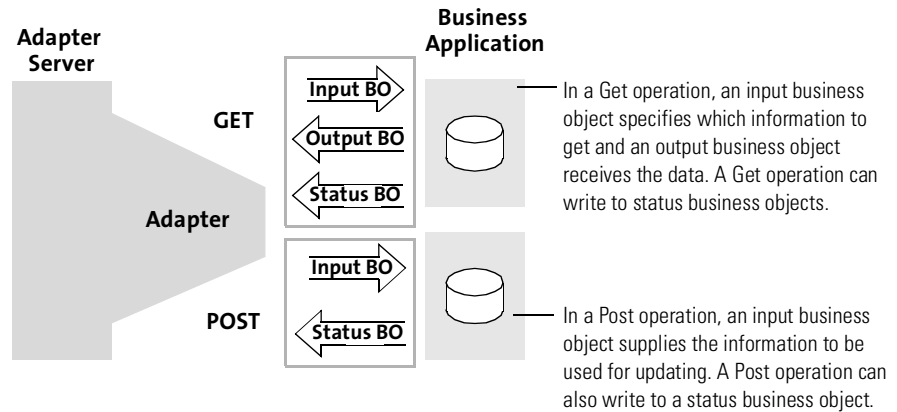 Business
Application
Adapter
Server
GET
Input BO
Output BO
Status BO
Adapter
In a Get operation, an input business
object specifies which information to
get and an output business object
receives the data. A Get operation can
write to status business objects.
POST
Input BO
Status BO
In a Post operation, an input business
object supplies the information to be
used for updating. A Post operation can
also write to a status business object.